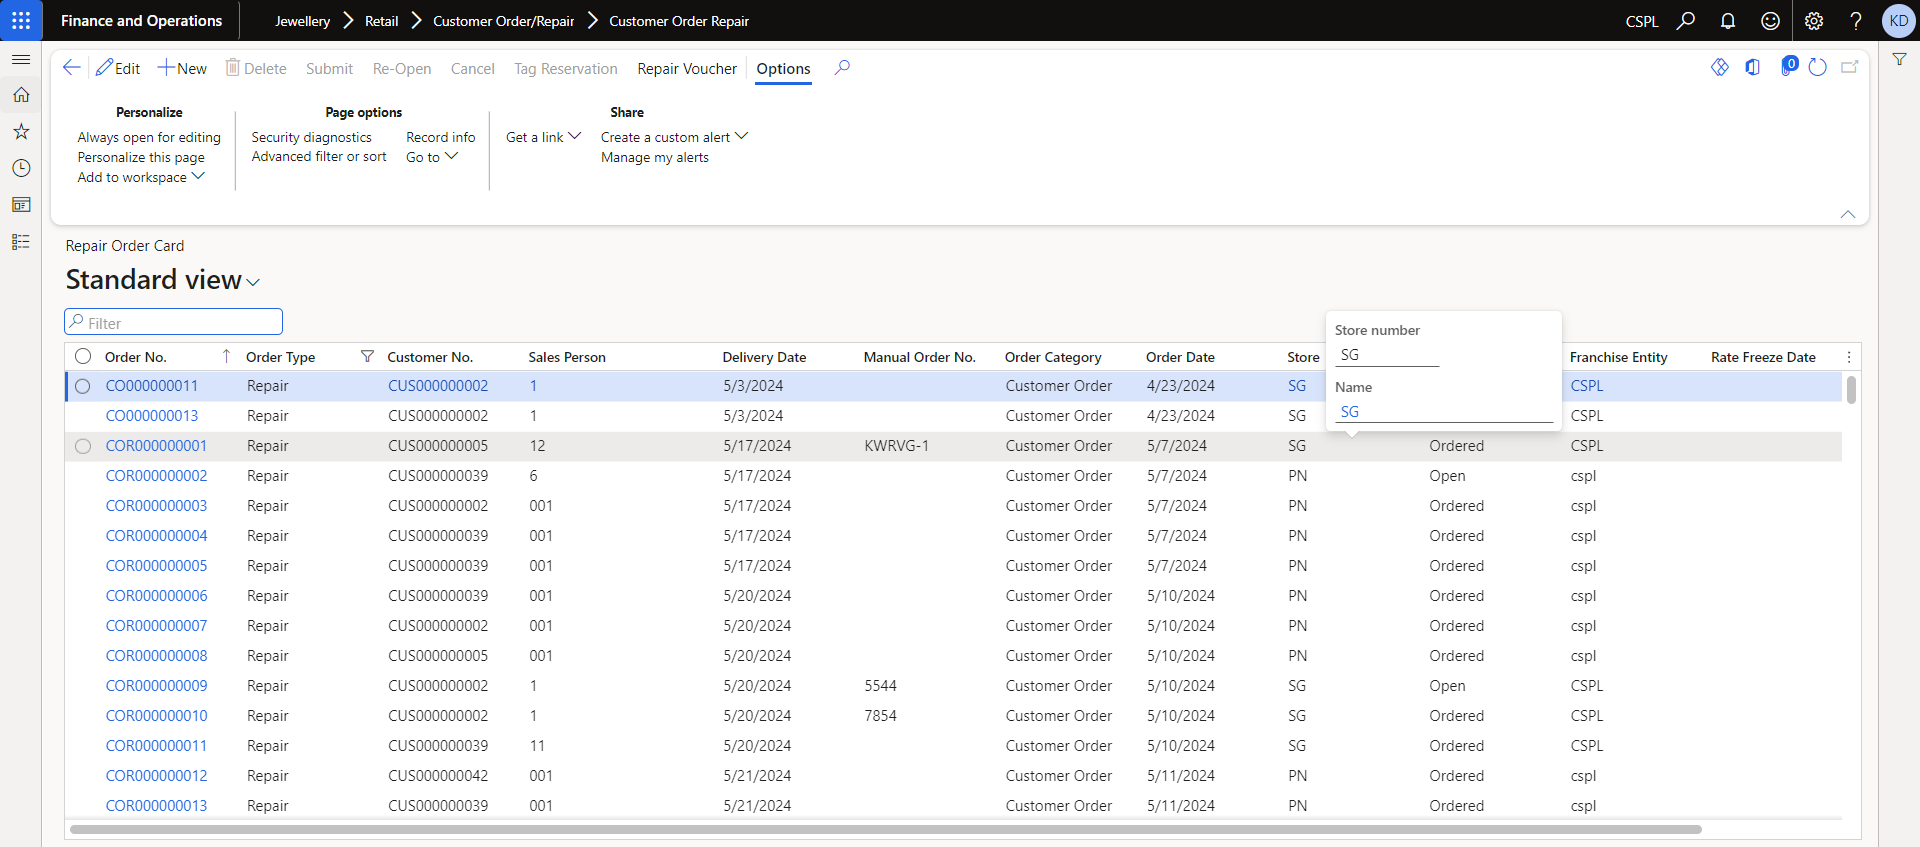 Finance and Operations Jewellery Retail Customer Order/Repair Customer Order Repair CSPL ? KD
Edit New Delete Submit Re-Open Cancel Tag Reservation Repair Voucher Options 0
Personalize Page options Share
Always open for editing Security diagnostics Record info Get a link Create a custom alert
Personalize this page Advanced filter or sort Go to Manage my alerts
Add to workspace
Repair Order Card
Standard view
Filter
Store number
SG
Name
SG
Order No. Order Type Customer No. Sales Person Delivery Date Manual Order No. Order Category Order Date Store Franchise Entity Rate Freeze Date
CO000000011 Repair CUS000000002 1 5/3/2024 Customer Order 4/23/2024 SG CSPL
CO000000013 Repair CUS000000002 1 5/3/2024 Customer Order 4/23/2024 SG CSPL
COR000000001 Repair CUS000000005 12 5/17/2024 KWRVG-1 Customer Order 5/7/2024 SG Ordered CSPL
COR000000002 Repair CUS000000039 6 5/17/2024 Customer Order 5/7/2024 PN Open cspl
COR000000003 Repair CUS000000002 001 5/17/2024 Customer Order 5/7/2024 PN Ordered cspl
COR000000004 Repair CUS000000039 001 5/17/2024 Customer Order 5/7/2024 PN Ordered cspl
COR000000005 Repair CUS000000039 001 5/17/2024 Customer Order 5/7/2024 PN Ordered cspl
COR000000006 Repair CUS000000039 001 5/20/2024 Customer Order 5/10/2024 PN Ordered cspl
COR000000007 Repair CUS000000002 001 5/20/2024 Customer Order 5/10/2024 PN Ordered cspl
COR000000008 Repair CUS000000005 001 5/20/2024 Customer Order 5/10/2024 PN Ordered cspl
COR000000009 Repair CUS000000002 1 5/20/2024 5544 Customer Order 5/10/2024 SG Open CSPL
COR000000010 Repair CUS000000002 1 5/20/2024 7854 Customer Order 5/10/2024 SG Ordered CSPL
COR000000011 Repair CUS000000039 11 5/20/2024 Customer Order 5/10/2024 SG Ordered CSPL
COR000000012 Repair CUS000000042 001 5/21/2024 Customer Order 5/11/2024 PN Ordered cspl
COR000000013 Repair CUS000000039 001 5/21/2024 Customer Order 5/11/2024 PN Ordered cspl